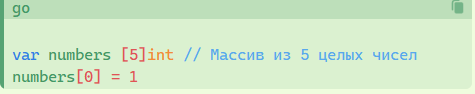 go
var numbers [5]int // Массив из 5 целых чисел
numbers[0] = 1